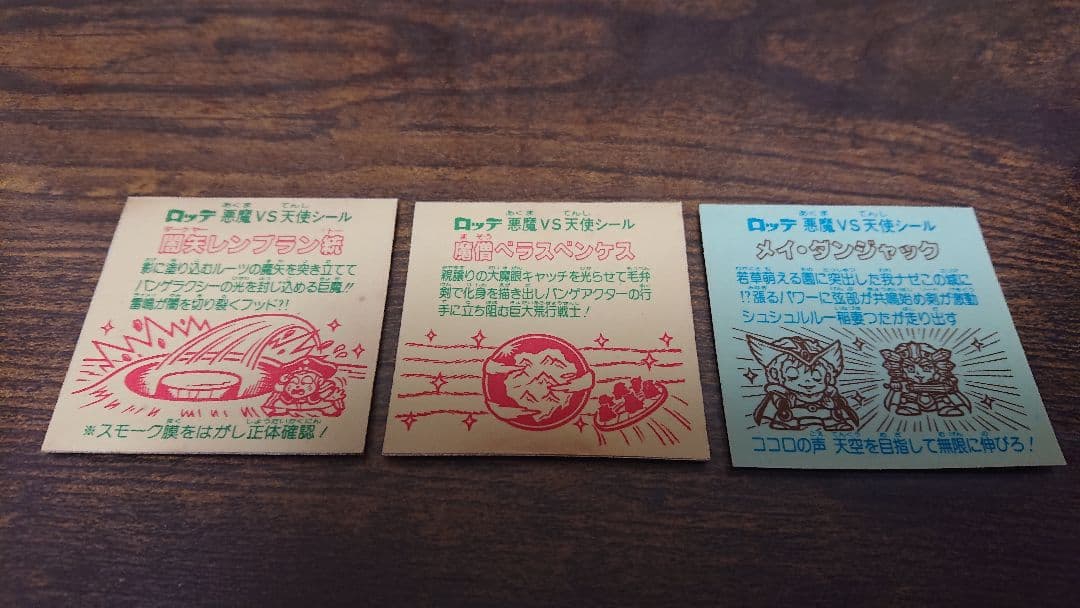 ロッテ 悪魔VS天使シール
闇矢レンブラン銃
影に塗り込むルーツの魔矢を突き立てて
パンゲラクシーの光を封じ込める巨魔!!
雷鳴が闇を切り裂くフッド?!
※スモーク膜をはがし正体確認!
ロッテ 悪魔VS天使シール
魔僧ペラスベンケス
親譲りの大魔眼キャッチを光らせて毛弁
剣で化身を描き出しパンゲアクターの行
手に立ち阻む巨大荒行戦士!
ロッテ 悪魔VS天使シール
メイ・ダンジャック
若草萌える園に突出した我ナゼこの域に
!?張るパワーに弦部が共鳴始め剣が激動
シュシュルルー稲妻つたが走り出す
ココロの声 天空を目指して無限に伸びろ!